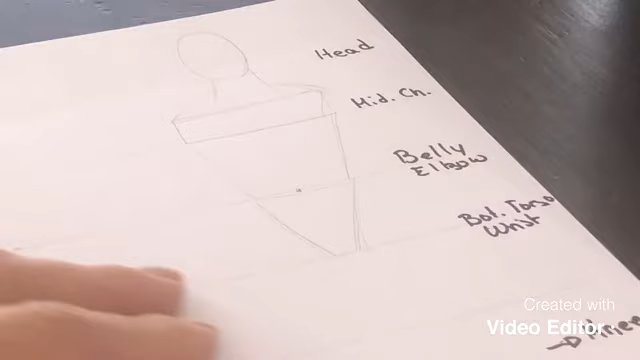 Head
Mid. Ch.
Belly
Elbow
Bot. Torso
Wrist
Created with
Video Editor